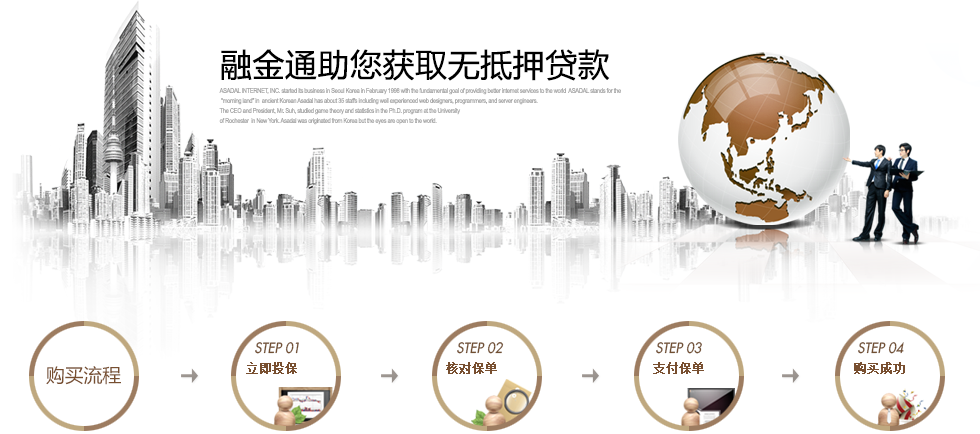 融金通助您获取无抵押贷款
ASADAL INTERNET, INC. started its business in Seoul Korea in February 1998 with the fundamental goal of providing better internet services to the world ASADAL stands for the
"morning land" in ancient Korean Asadal has about 35 staffs including well experienced web designers, programmers, and server engineers.
The CEO and President, Mr. Suh, studied game theory and statistics in the Ph.D. program at the University
of Rochester in New York. Asadal was originated from Korea but the eyes are open to the world.
购买流程
STEP 01
立即投保
STEP 02
核对保单
STEP 03
支付保单
STEP 04
购买成功